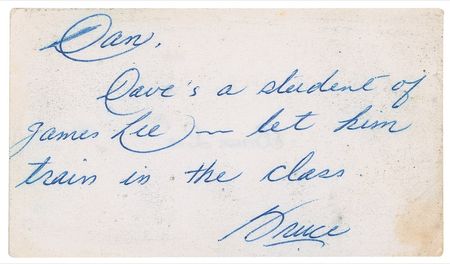 Dan,
Dave's a student of
James Lee — let him
train in the class.
Bruce